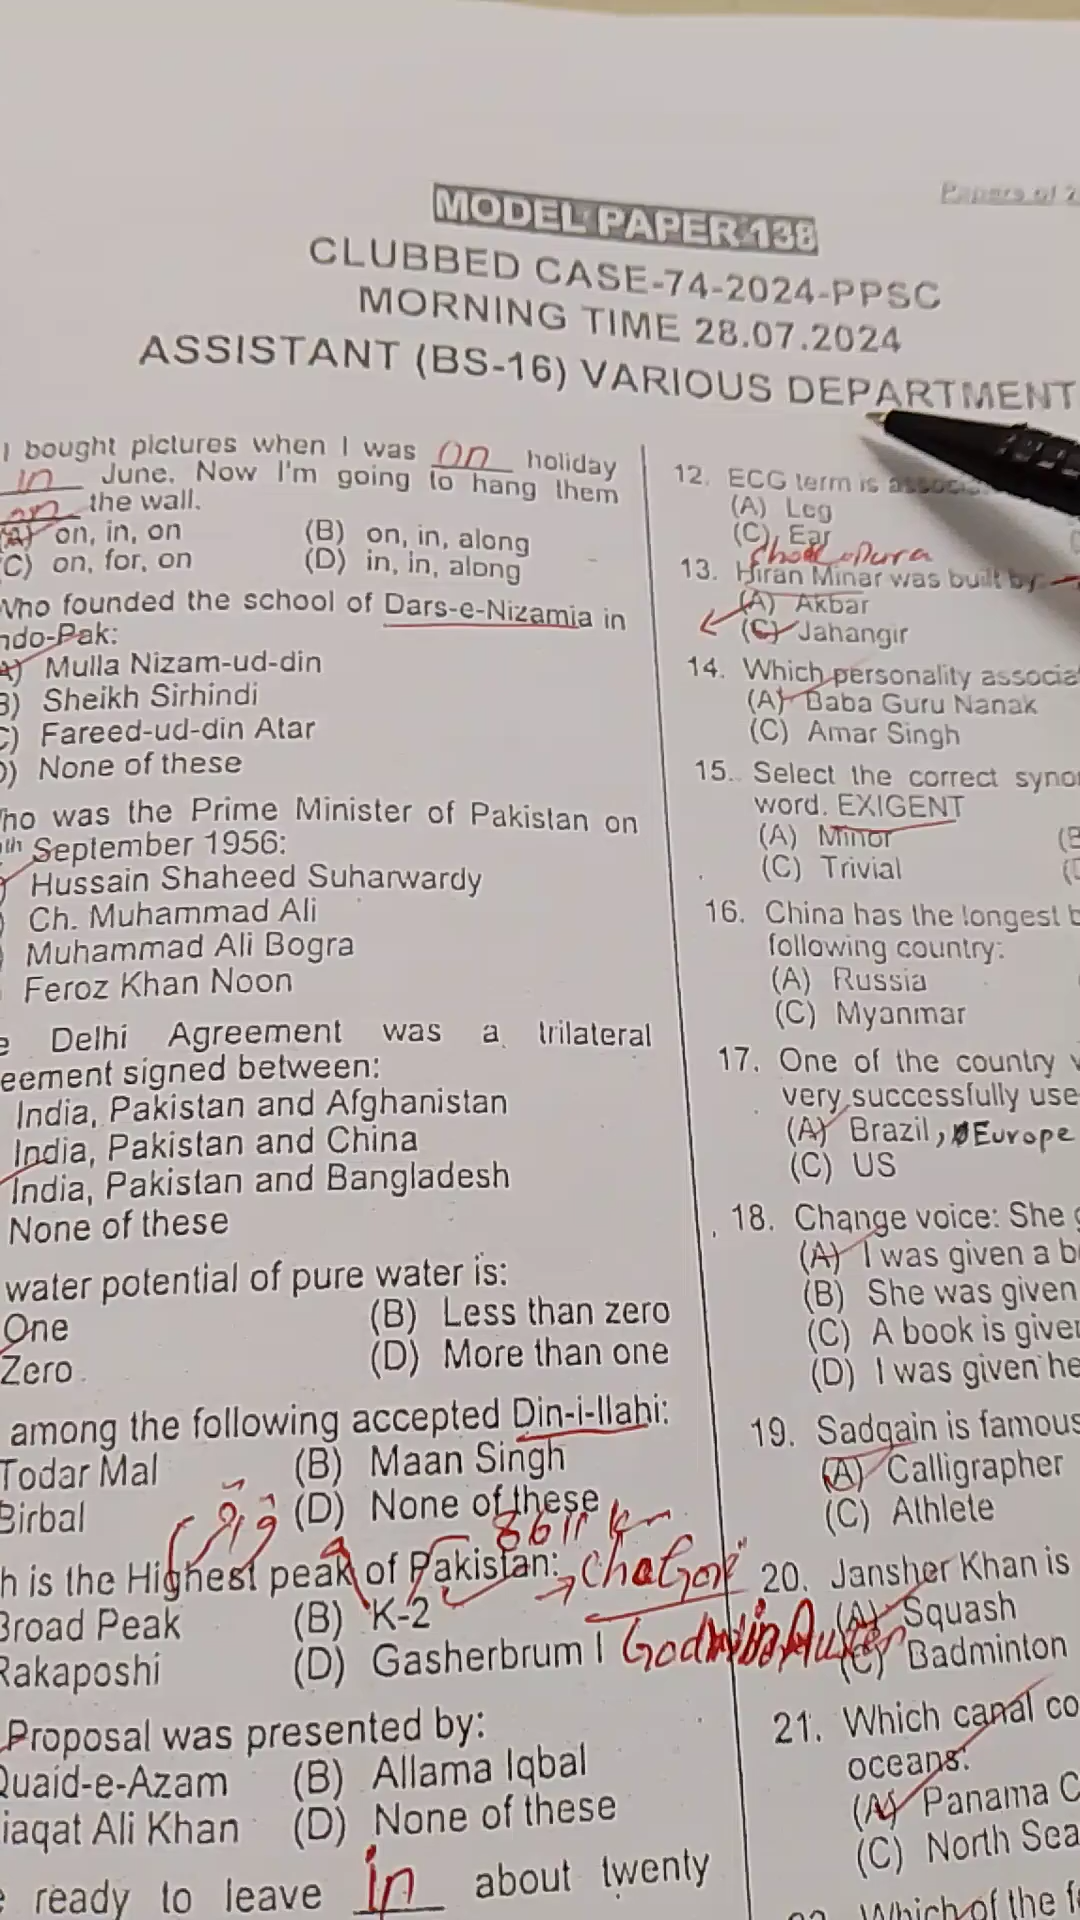 Papers of 2
MODEL PAPER 138
CLUBBED CASE-74-2024-PPSC
MORNING TIME 28.07.2024
ASSISTANT (BS-16) VARIOUS DEPARTMENT
I bought pictures when I was on holiday
in June. Now I'm going to hang them
on the wall.
(A) on, in, on (B) on, in, along
C) on, for, on (D) in, in, along
Who founded the school of Dars-e-Nizamia in
ndo-Pak:
A) Mulla Nizam-ud-din
B) Sheikh Sirhindi
C) Fareed-ud-din Atar
D) None of these
ho was the Prime Minister of Pakistan on
th September 1956:
Hussain Shaheed Suharwardy
Ch. Muhammad Ali
Muhammad Ali Bogra
Feroz Khan Noon
e Delhi Agreement was a trilateral
eement signed between:
India, Pakistan and Afghanistan
India, Pakistan and China
India, Pakistan and Bangladesh
None of these
water potential of pure water is:
One (B) Less than zero
Zero (D) More than one
among the following accepted Din-i-Ilahi:
Todar Mal (B) Maan Singh
Birbal (D) None of these
8611
h is the Highest peak of Pakistan:
Broad Peak (B) K-2
Rakaposhi (D) Gasherbrum I
Proposal was presented by:
Quaid-e-Azam (B) Allama Iqbal
iaqat Ali Khan (D) None of these
e ready to leave in about twenty
12. ECG term is
(A) Leg
(C) Ear
13. Hiran Minar was built by
(A) Akbar
(C) Jahangir
14. Which personality associa
(A) Baba Guru Nanak
(C) Amar Singh
15. Select the correct syno
word. EXIGENT
(A) Minor
(C) Trivial
16. China has the longest b
following country:
(A) Russia
(C) Myanmar
17. One of the country
very successfully use
(A) Brazil, Europe
(C) US
18. Change voice: She g
(A) I was given a b
(B) She was given
(C) A book is give
(D) I was given he
19. Sadqain is famous
(A) Calligrapher
(C) Athlete
20. Jansher Khan is
(A) Squash
(C) Badminton
21. Which canal co
oceans:
(A) Panama C
(C) North Sea
Which of the f